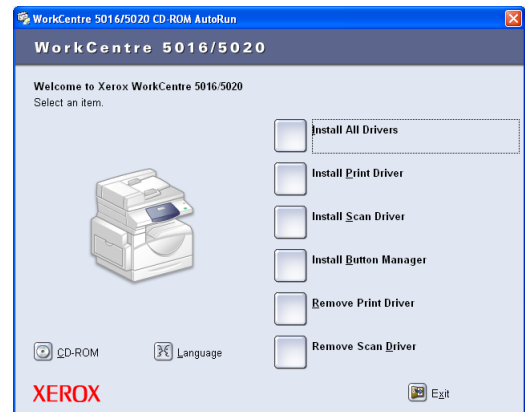 WorkCentre 5016/5020 CD-ROM AutoRun
WorkCentre 5016/5020
Welcome to Xerox WorkCentre 5016/5020
Select an item.
Install All Drivers
Install Print Driver
Install Scan Driver
Install Button Manager
Remove Print Driver
Remove Scan Driver
CD-ROM
Language
XEROX
Exit